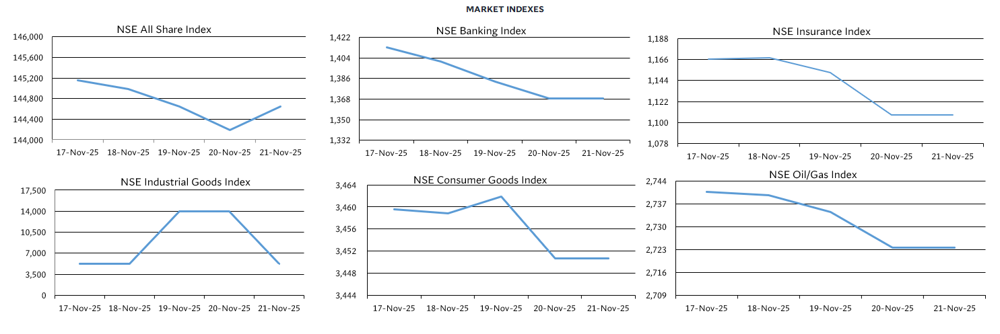 MARKET INDEXES
NSE All Share Index
146,000
145,600
145,200
144,800
144,400
144,000
17-Nov-25 18-Nov-25 19-Nov-25 20-Nov-25 21-Nov-25
NSE Banking Index
1,422
1,404
1,386
1,368
1,350
1,332
17-Nov-25 18-Nov-25 19-Nov-25 20-Nov-25 21-Nov-25
NSE Insurance Index
1,188
1,166
1,144
1,122
1,100
1,078
17-Nov-25 18-Nov-25 19-Nov-25 20-Nov-25 21-Nov-25
NSE Industrial Goods Index
17,500
14,000
10,500
7,000
3,500
0
17-Nov-25 18-Nov-25 19-Nov-25 20-Nov-25 21-Nov-25
NSE Consumer Goods Index
3,464
3,460
3,456
3,452
3,448
3,444
17-Nov-25 18-Nov-25 19-Nov-25 20-Nov-25 21-Nov-25
NSE Oil/Gas Index
2,744
2,737
2,730
2,723
2,716
2,709
17-Nov-25 18-Nov-25 19-Nov-25 20-Nov-25 21-Nov-25